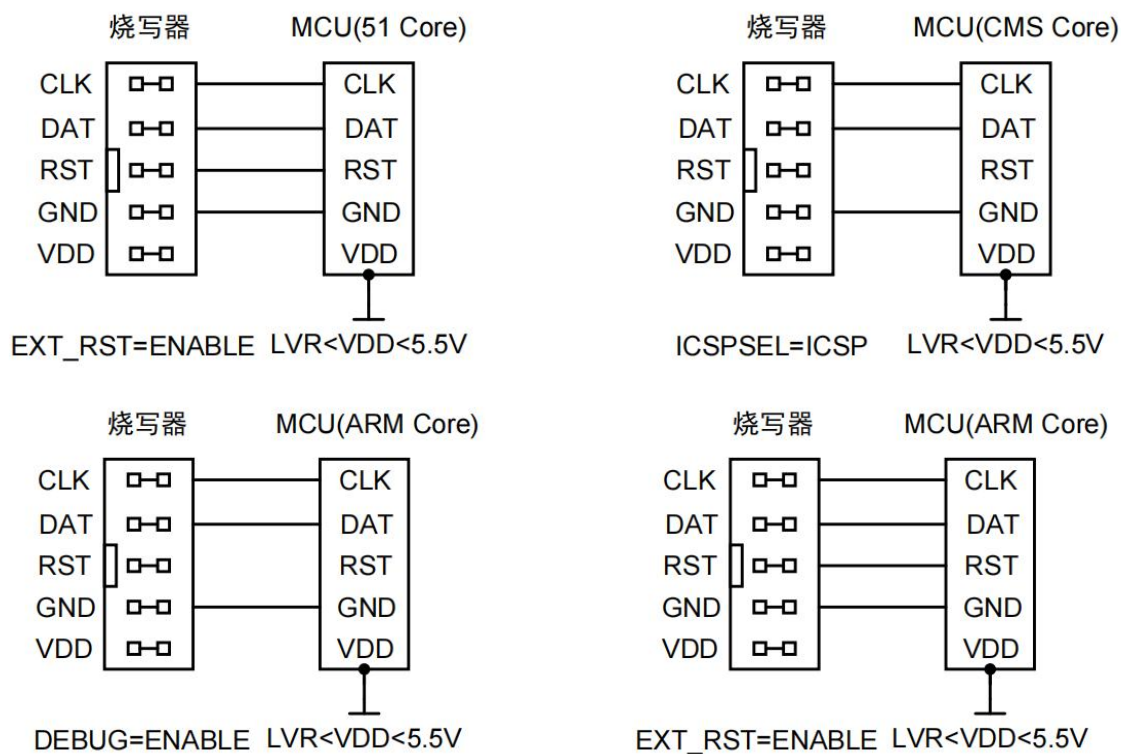 烧写器 MCU(51 Core)
CLK CLK
DAT DAT
RST RST
GND GND
VDD VDD
EXT_RST=ENABLE LVR<VDD<5.5V
烧写器 MCU(CMS Core)
CLK CLK
DAT DAT
RST RST
GND GND
VDD VDD
ICSPSEL=ICSP LVR<VDD<5.5V
烧写器 MCU(ARM Core)
CLK CLK
DAT DAT
RST RST
GND GND
VDD VDD
DEBUG=ENABLE LVR<VDD<5.5V
烧写器 MCU(ARM Core)
CLK CLK
DAT DAT
RST RST
GND GND
VDD VDD
EXT_RST=ENABLE LVR<VDD<5.5V